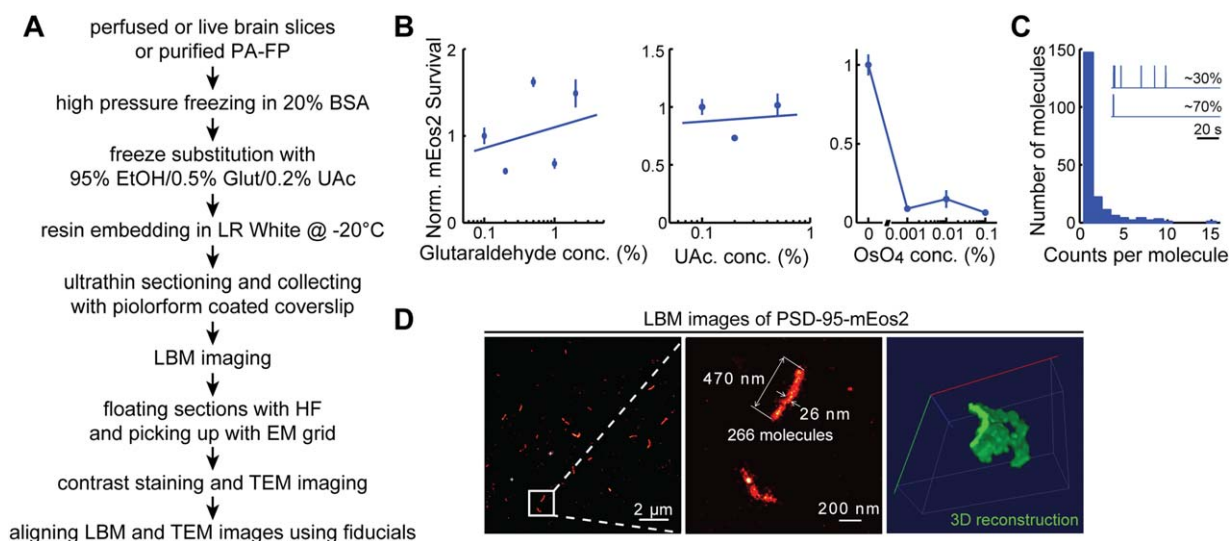 A
perfused or live brain slices
or purified PA-FP
high pressure freezing in 20% BSA
freeze substitution with
95% EtOH/0.5% Glut/0.2% UAc
resin embedding in LR White @ -20°C
ultrathin sectioning and collecting
with piolorform coated coverslip
LBM imaging
floating sections with HF
and picking up with EM grid
contrast staining and TEM imaging
aligning LBM and TEM images using fiducials
B
Norm. mEos2 Survival
2
1
0
0.1
1
Glutaraldehyde conc. (%)
1.5
1
0.5
0
0.1
1
UAc. conc. (%)
1
0.5
0
0
0.001
0.01
0.1
OsO4 conc. (%)
C
Number of molecules
150
100
50
0
0
5
10
15
Counts per molecule
~30%
~70%
20 s
D
LBM images of PSD-95-mEos2
2 µm
470 nm
26 nm
266 molecules
200 nm
3D reconstruction